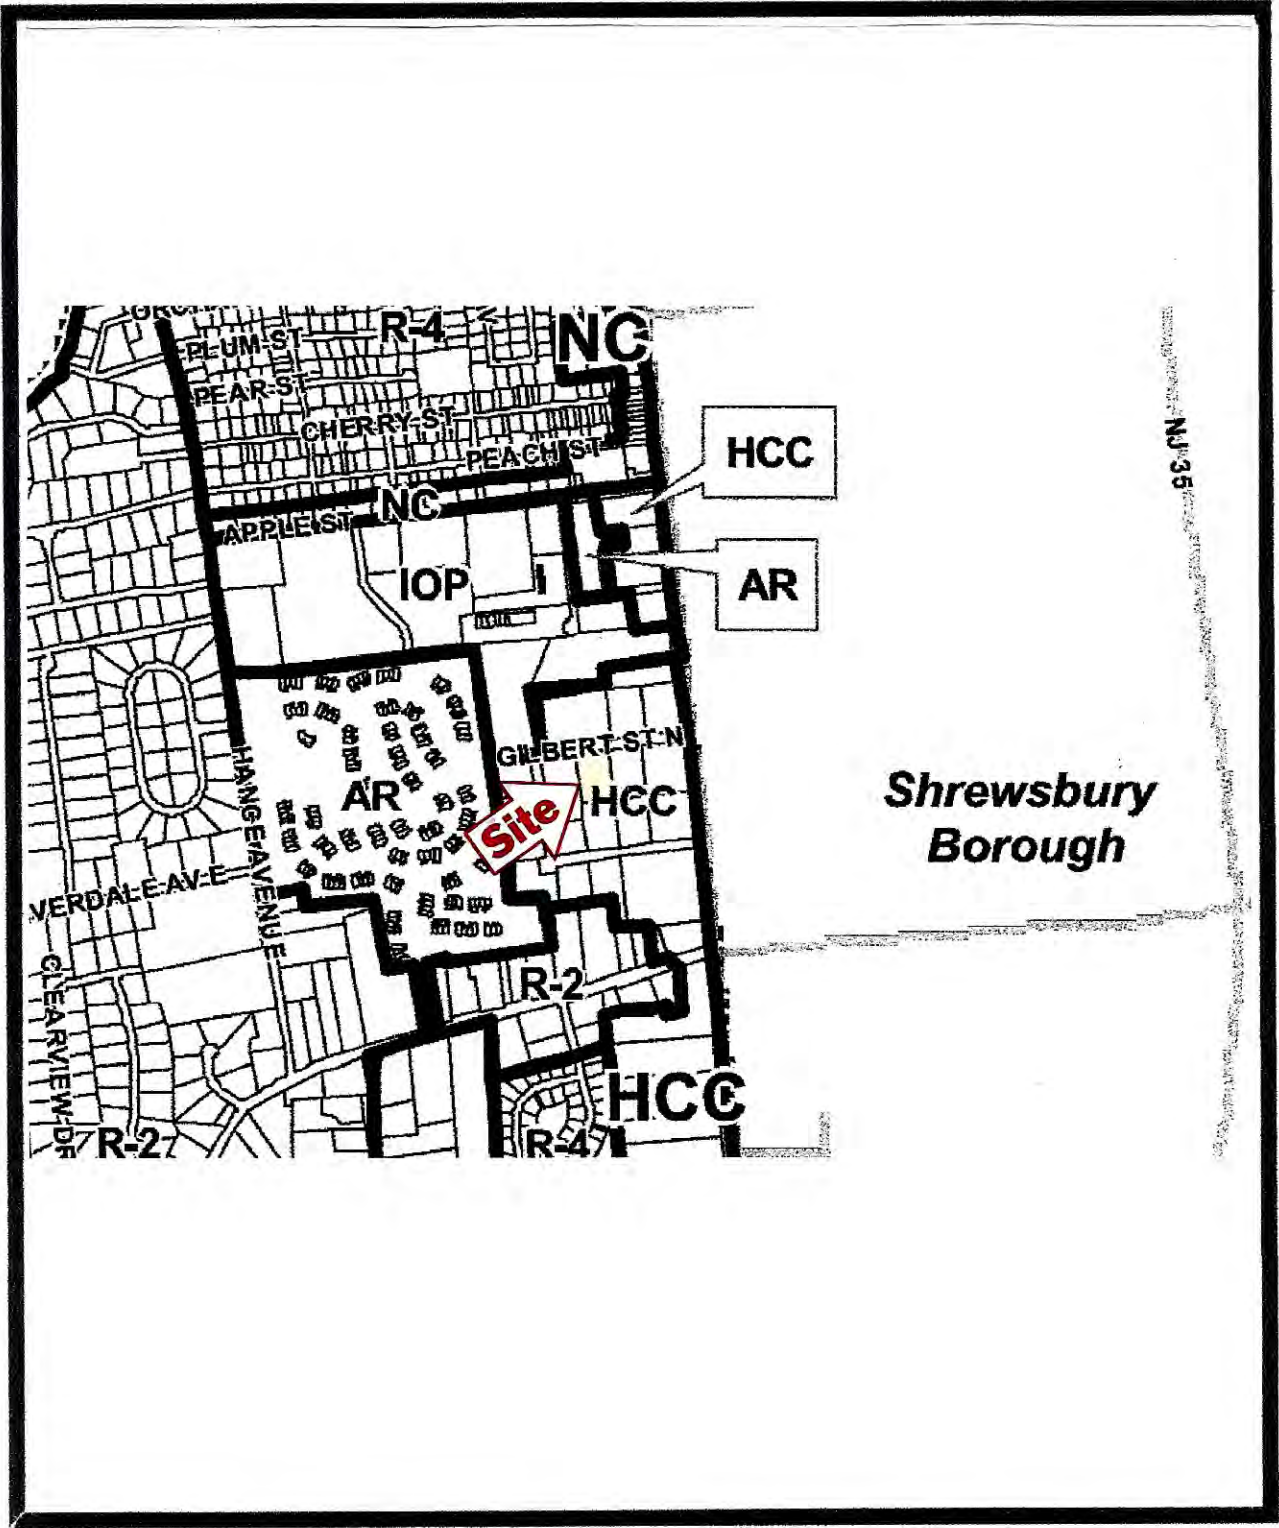 PLUM ST
R-4
NC
PEAR ST
CHERRY ST
PEACH ST
HCC
NJ 35
NC
APPLE ST
IOP
AR
GILBERT ST N
AR
HCC
Site
Shrewsbury
Borough
HANGE AVENUE
VERDALE AVE
CLEARVIEW DR
R-2
HCC
R-2
R-4